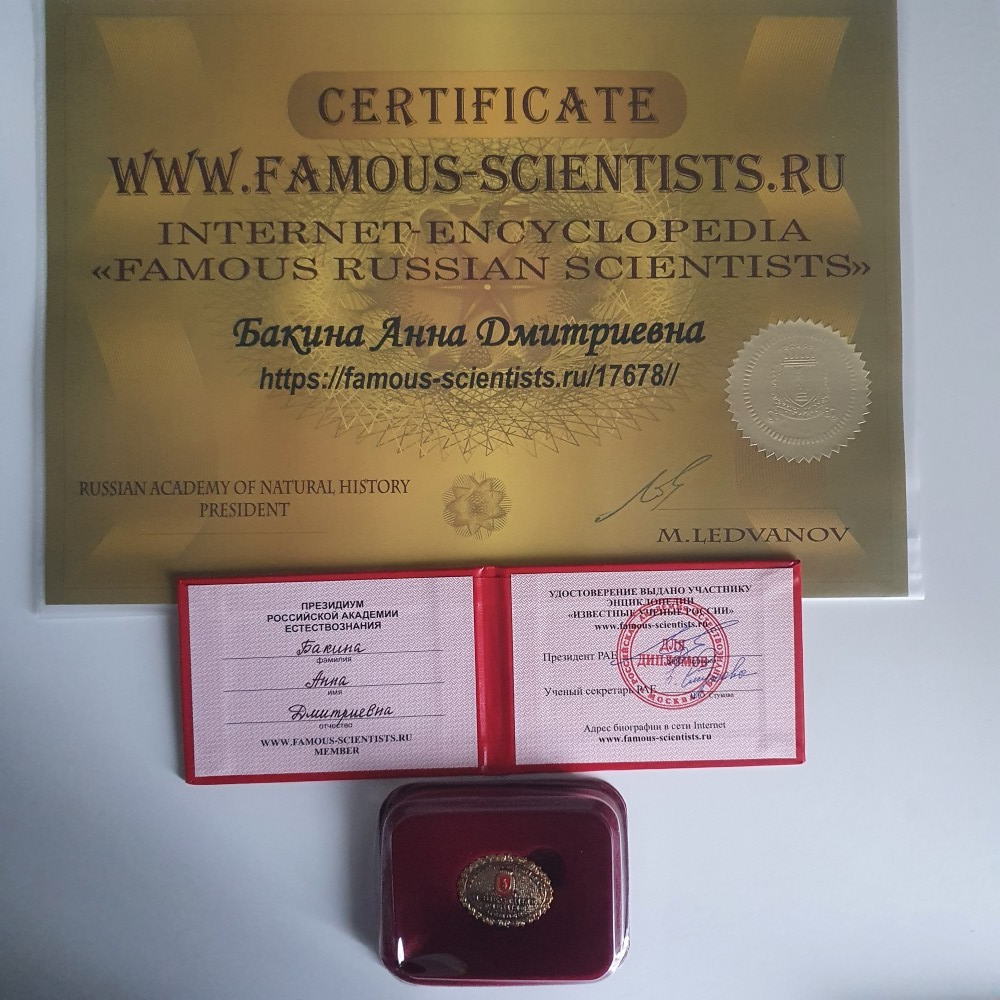 CERTIFICATE
WWW.FAMOUS-SCIENTISTS.RU
INTERNET-ENCYCLOPEDIA
«FAMOUS RUSSIAN SCIENTISTS»
Бакина Анна Дмитриевна
https://famous-scientists.ru/17678//
RUSSIAN ACADEMY OF NATURAL HISTORY
PRESIDENT
M.LEDVANOV
ПРЕЗИДИУМ
РОССИЙСКОЙ АКАДЕМИИ
ЕСТЕСТВОЗНАНИЯ
Бакина
фамилия
Анна
имя
Дмитриевна
отчество
WWW.FAMOUS-SCIENTISTS.RU
MEMBER
УДОСТОВЕРЕНИЕ ВЫДАНО УЧАСТНИКУ
ЭНЦИКЛОПЕДИИ
«ИЗВЕСТНЫЕ УЧЕНЫЕ РОССИИ»
www.famous-scientists.ru
Президент РАЕ
Ученый секретарь РАЕ
ДЛЯ
ДИПЛОМОВ
Адрес биографии в сети Internet
www.famous-scientists.ru